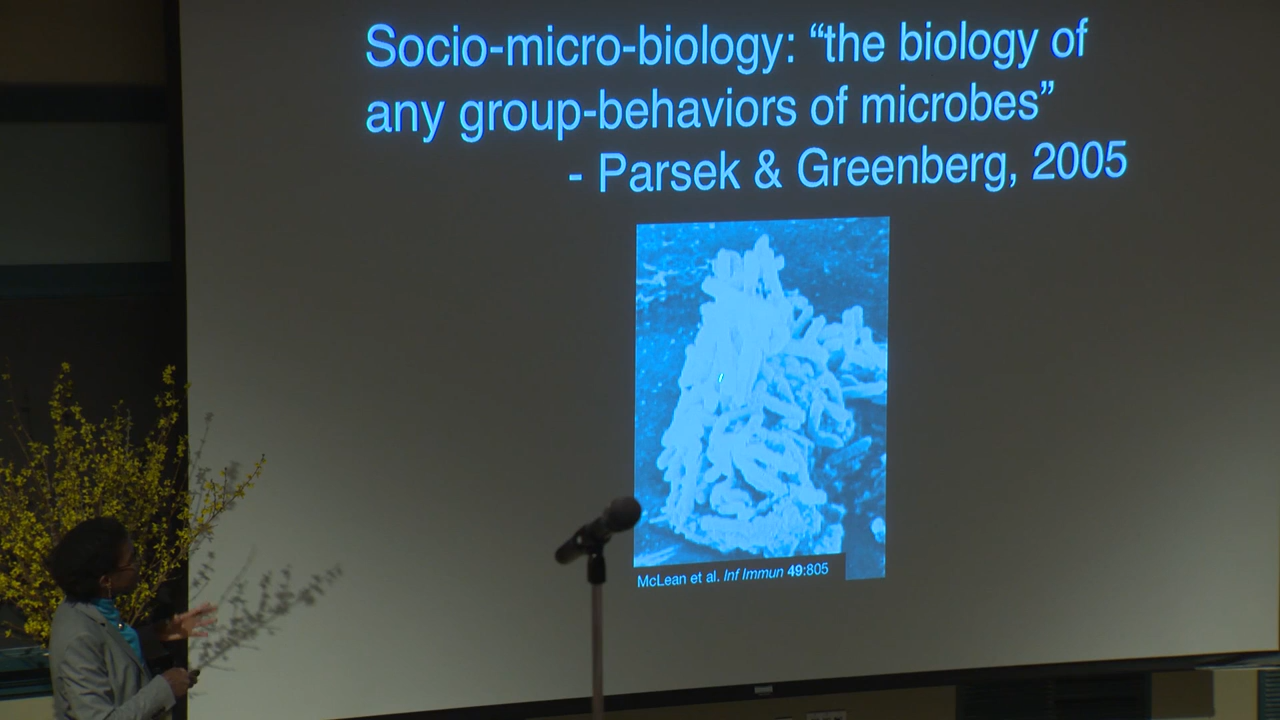 Socio-micro-biology: “the biology of
any group-behaviors of microbes”
- Parsek & Greenberg, 2005
McLean et al. Inf Immun 49:805